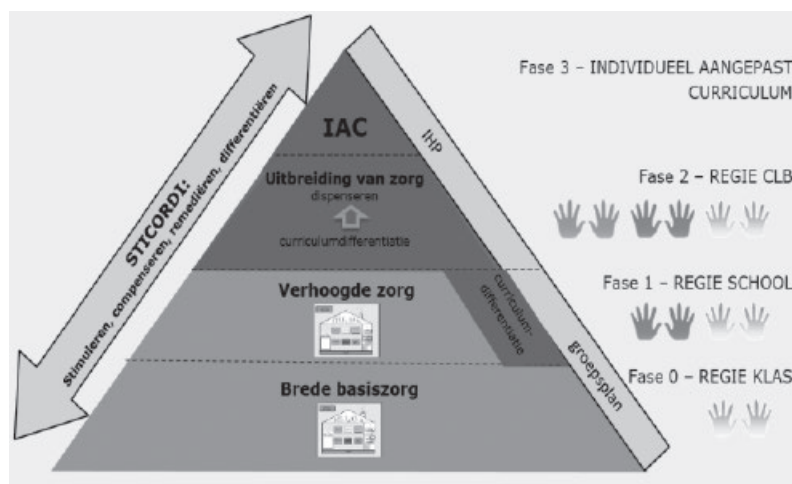 Fase 3 – INDIVIDUEEL AANGEPAST
CURRICULUM
IAC
IHP
STICORDI:
Stimuleren, compenseren, remediëren, differentiëren
Uitbreiding van zorg
dispenseren
curriculumdifferentiatie
Fase 2 – REGIE CLB
Verhoogde zorg
curriculum-
differentiatie
Fase 1 – REGIE SCHOOL
groepsplan
Brede basiszorg
Fase 0 – REGIE KLAS